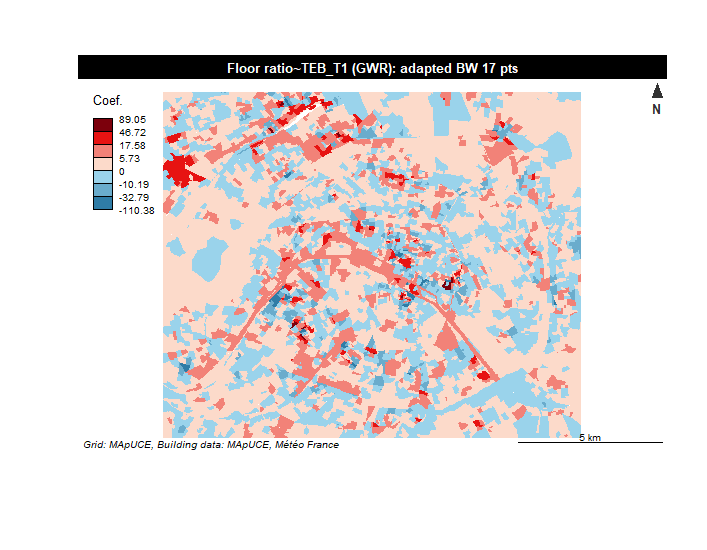 Floor ratio~TEB_T1 (GWR): adapted BW 17 pts
N
Coef.
89.05
46.72
17.58
5.73
0
-10.19
-32.79
-110.38
5 km
Grid: MApUCE, Building data: MApUCE, Météo France